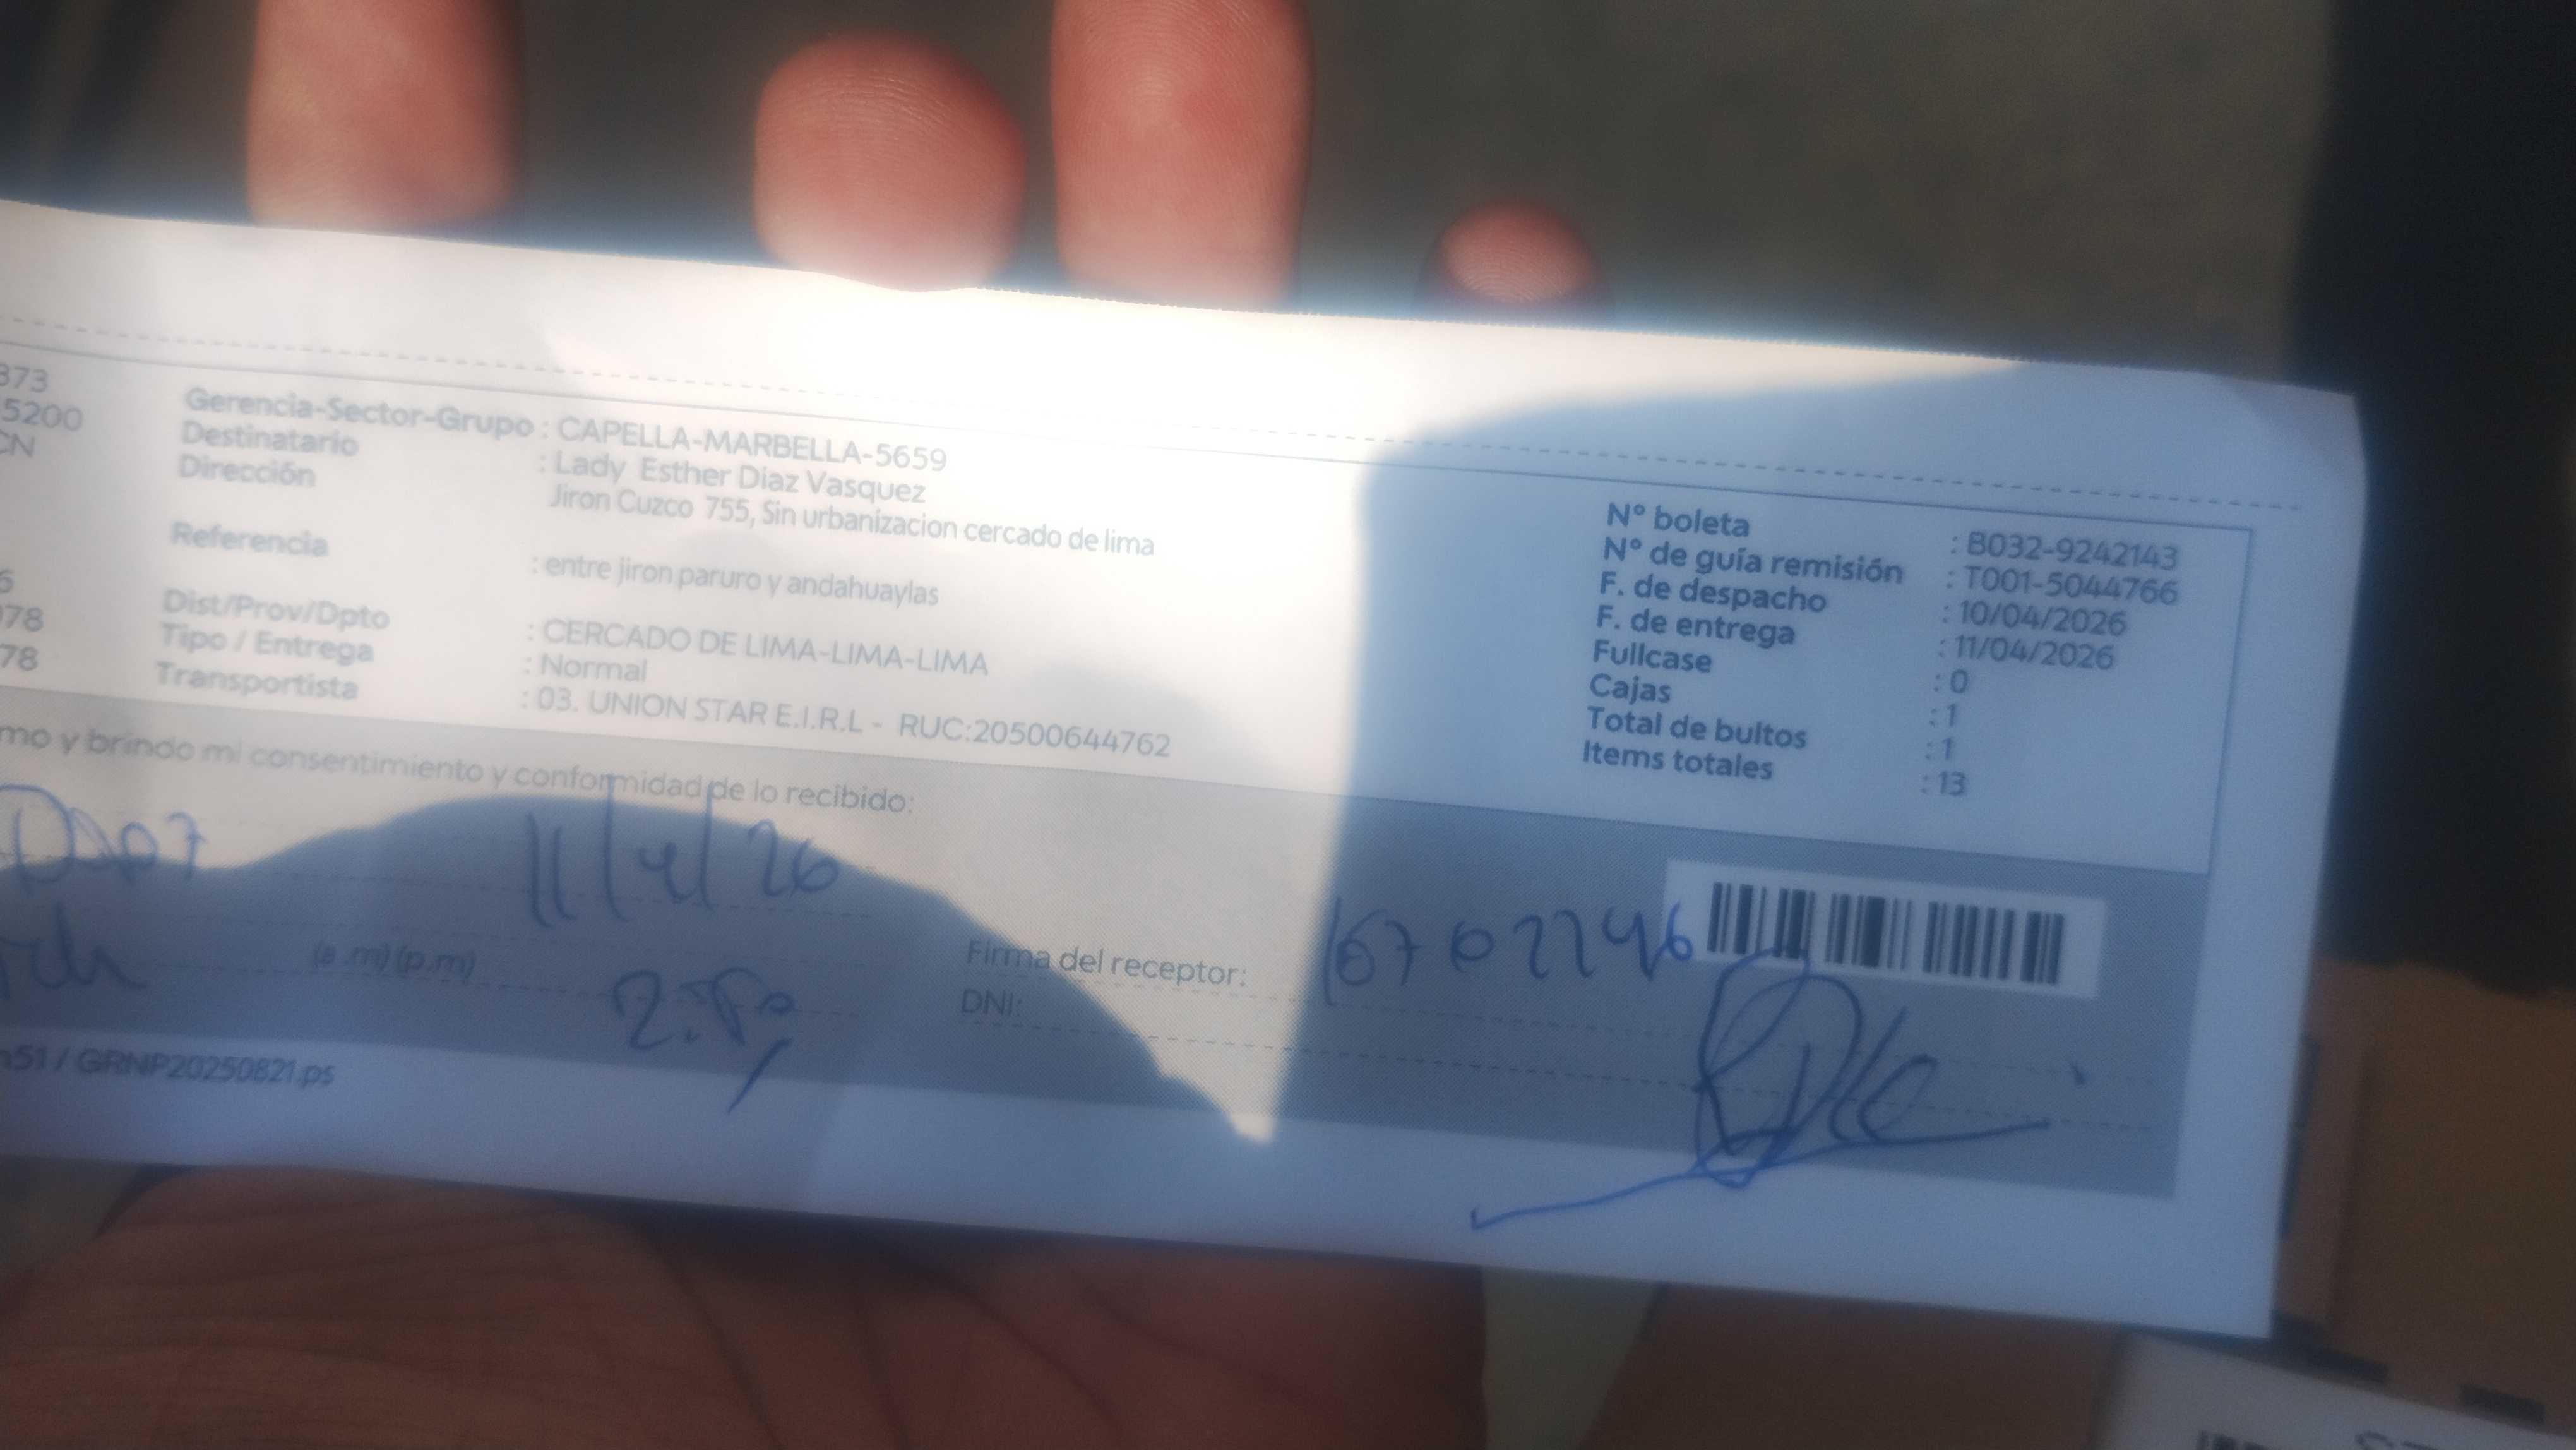 373
5200
CN
Gerencia-Sector-Grupo : CAPELLA-MARBELLA-5659
Destinatario : Lady Esther Diaz Vasquez
Dirección Jiron Cuzco 755, Sin urbanizacion cercado de lima
Referencia : entre jiron paruro y andahuaylas
Dist/Prov/Dpto : CERCADO DE LIMA-LIMA-LIMA
Tipo / Entrega : Normal
Transportista : 03. UNION STAR E.I.R.L - RUC:20500644762
78
78
N° boleta : B032-9242143
N° de guía remisión : T001-5044766
F. de despacho : 10/04/2026
F. de entrega : 11/04/2026
Fullcase : 0
Cajas : 1
Total de bultos : 1
Items totales : 13
mo y brindo mi consentimiento y conformidad de lo recibido:
11/4/26
(a.m) (p.m)
Firma del receptor:
DNI:
51 / GRNP20250821.ps